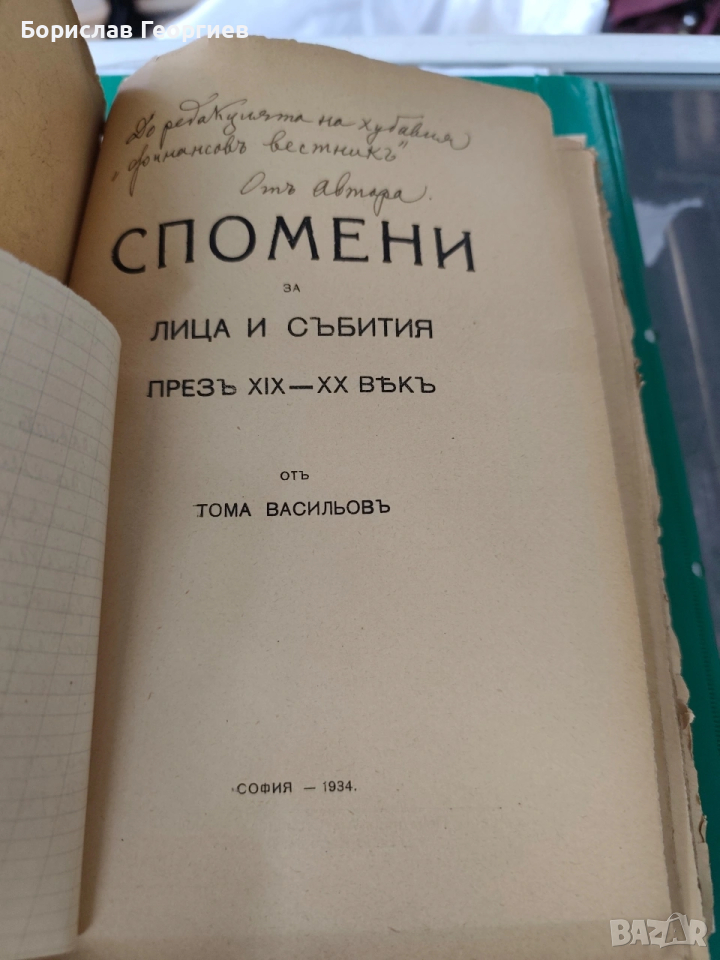 Борислав Георгиев
До редакцията на хубавия
"Финансовъ вестникъ"
Отъ автора.
СПОМЕНИ
ЗА
ЛИЦА И СЪБИТИЯ
ПРЕЗЪ XIX—XX ВѢКЪ
ОТЪ
ТОМА ВАСИЛЬОВЪ
СОФИЯ — 1934.
BAZAR